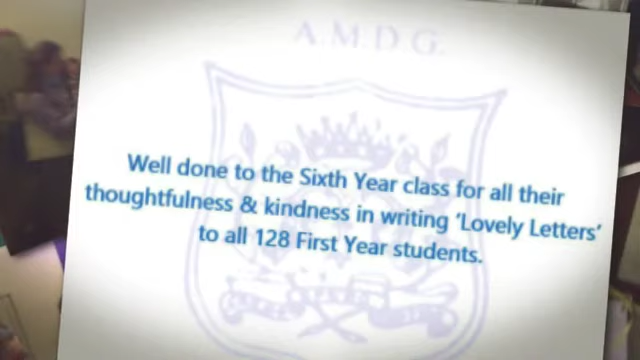 A.M.D.G.
Well done to the Sixth Year class for all their
thoughtfulness & kindness in writing ‘Lovely Letters’
to all 128 First Year students.